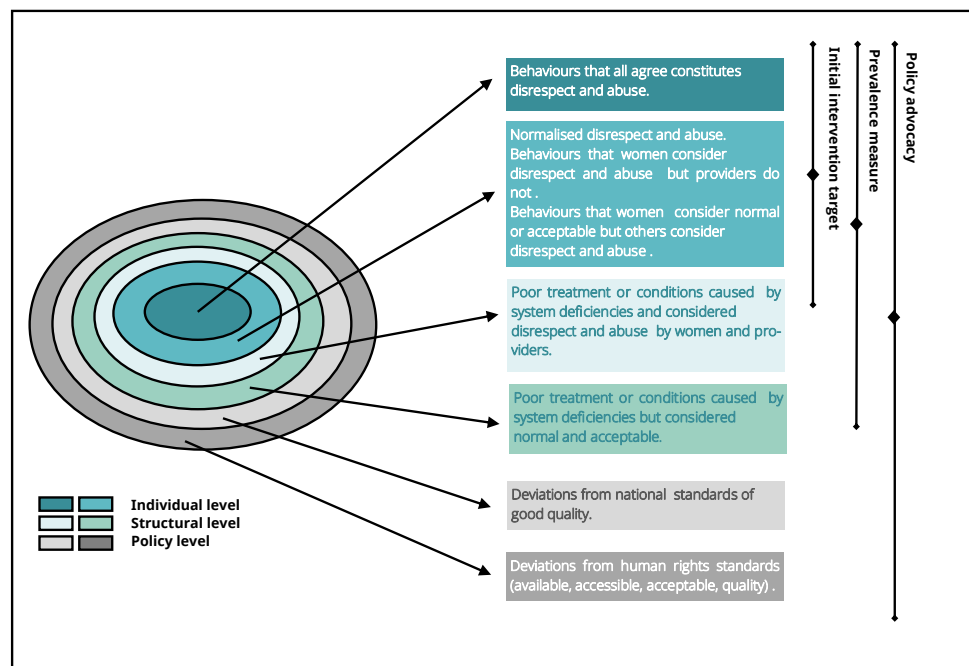 Behaviours that all agree constitutes
disrespect and abuse.
Normalised disrespect and abuse.
Behaviours that women consider
disrespect and abuse but providers do
not .
Behaviours that women consider normal
or acceptable but others consider
disrespect and abuse .
Poor treatment or conditions caused by
system deficiencies and considered
disrespect and abuse by women and pro-
viders.
Poor treatment or conditions caused by
system deficiencies but considered
normal and acceptable.
Deviations from national standards of
good quality.
Deviations from human rights standards
(available, accessible, acceptable, quality) .
Initial intervention target
Prevalence measure
Policy advocacy
Individual level
Structural level
Policy level